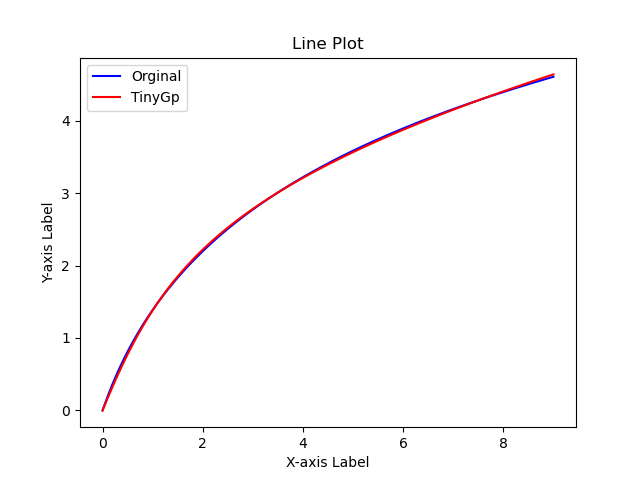 Line Plot
Orginal
TinyGp
Y-axis Label
4
3
2
1
0
0 2 4 6 8
X-axis Label